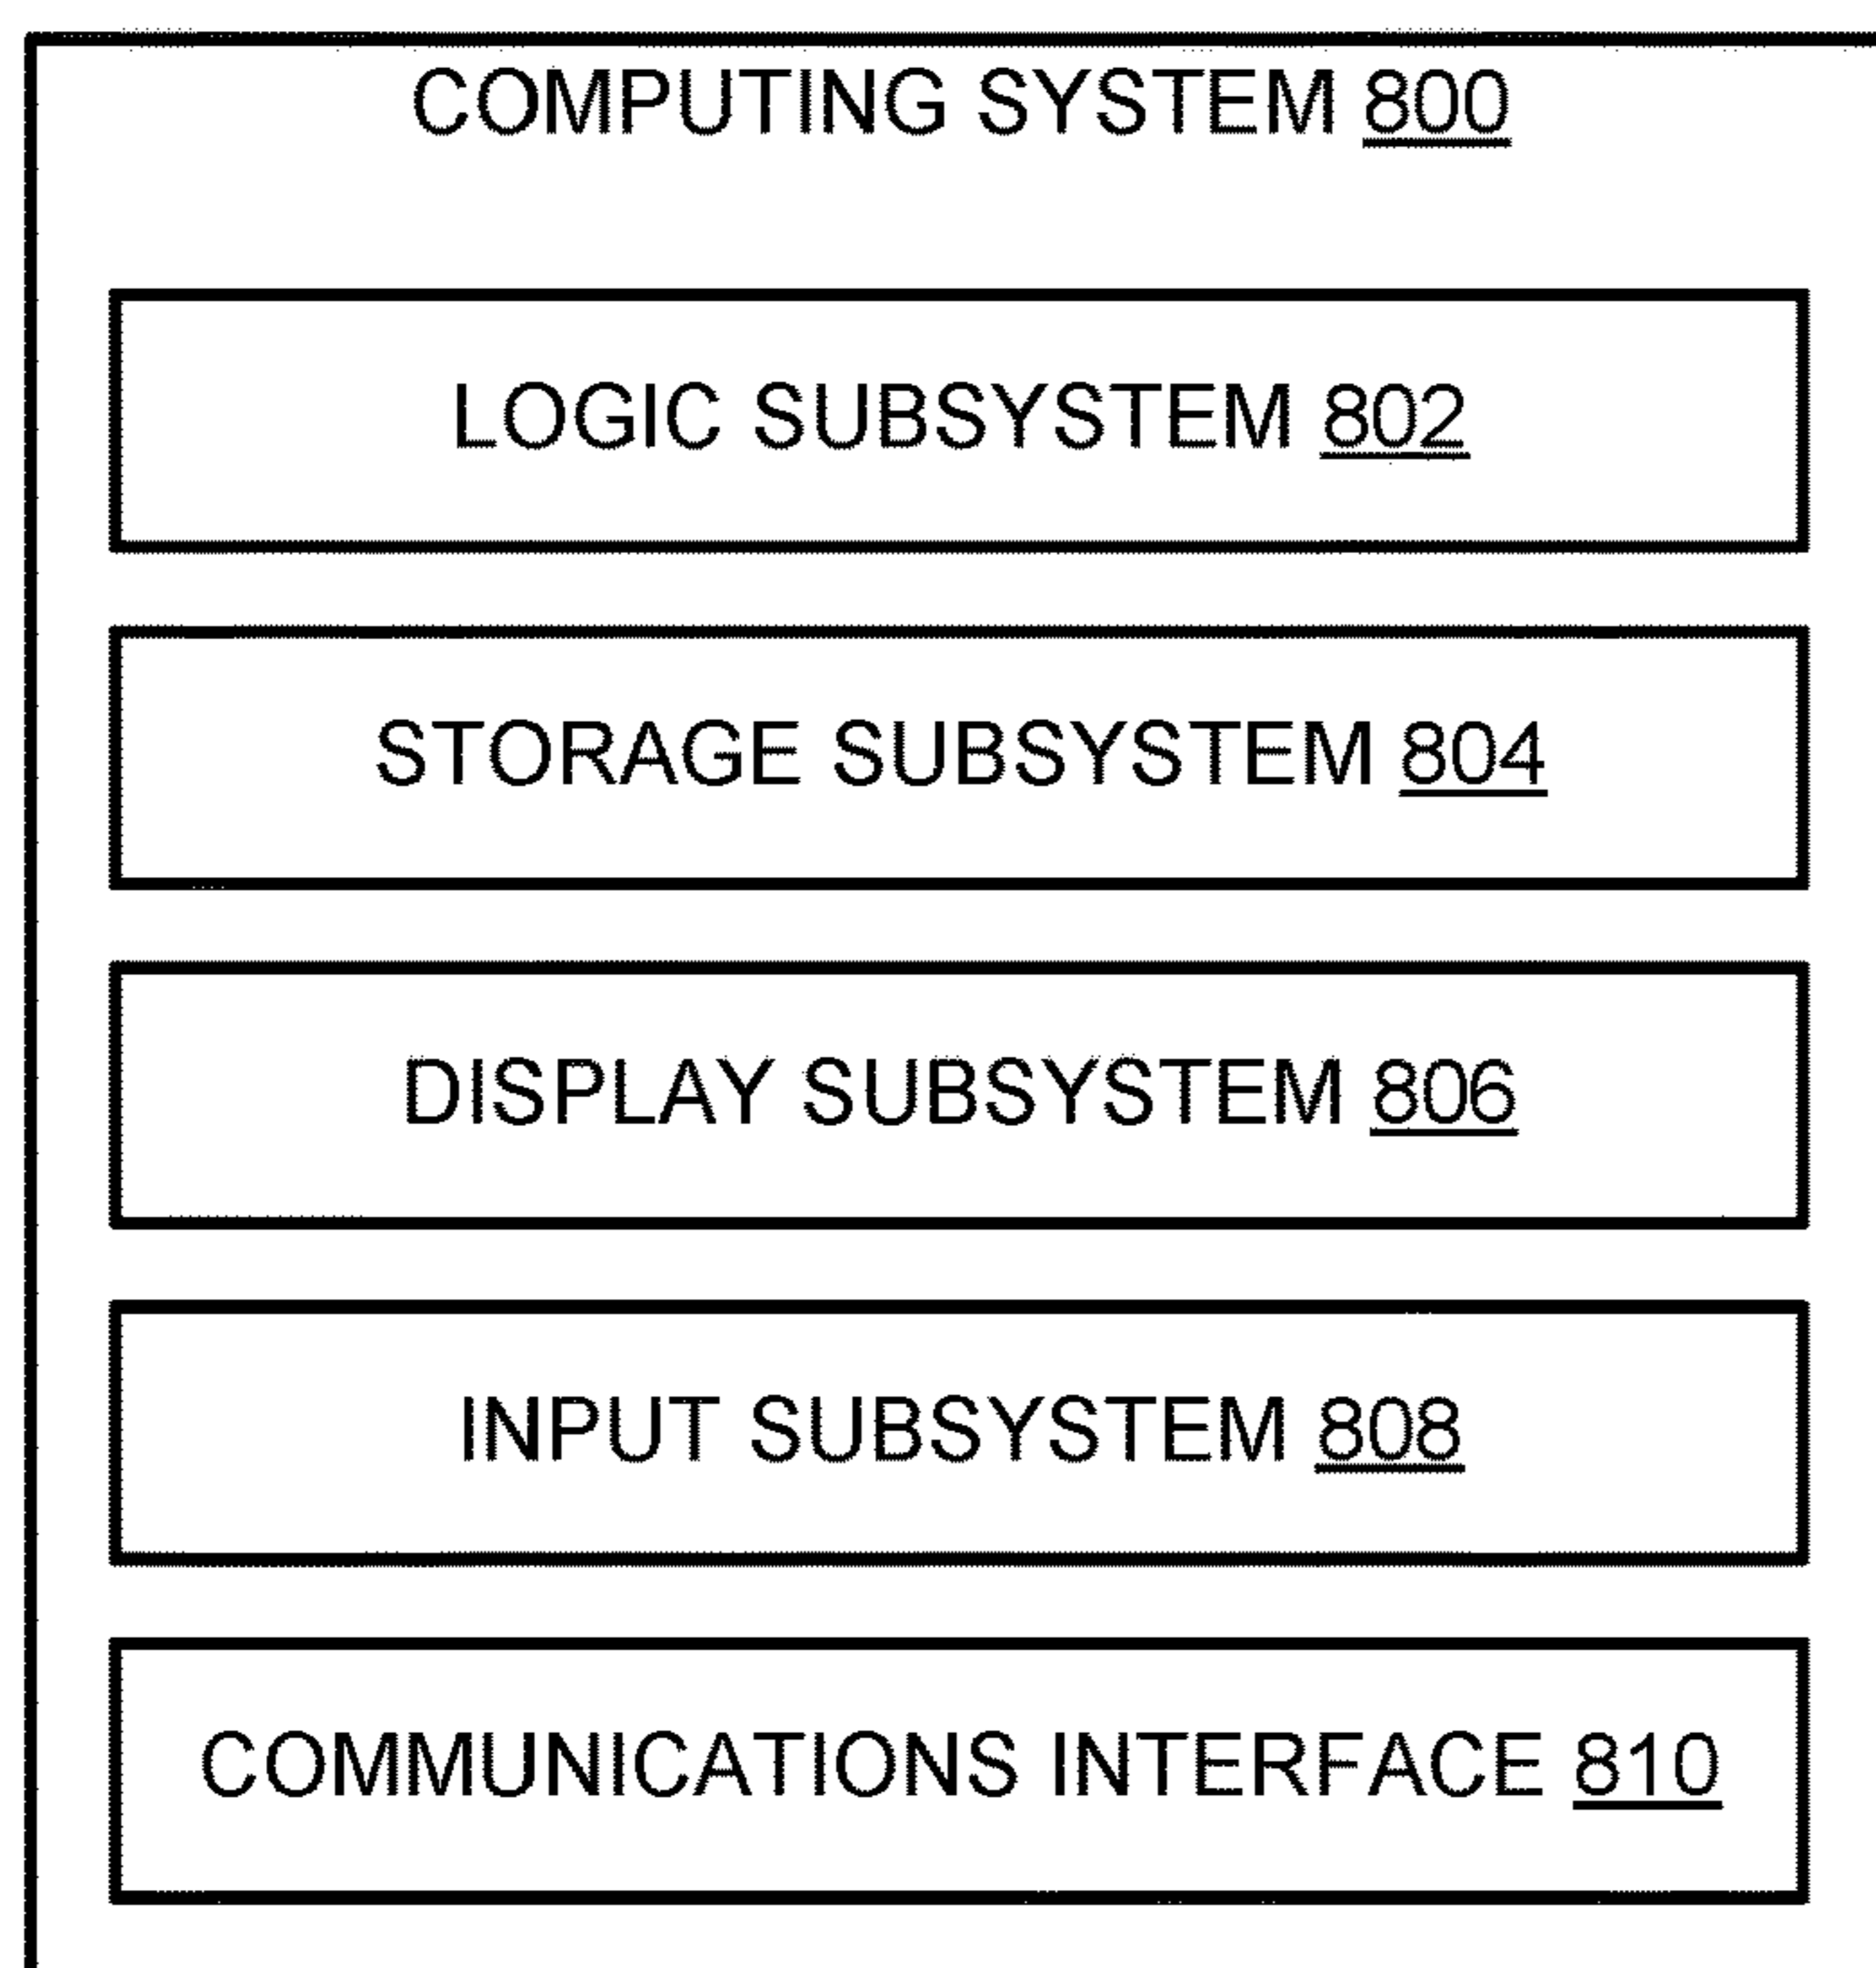 COMPUTING SYSTEM 800
LOGIC SUBSYSTEM 802
STORAGE SUBSYSTEM 804
DISPLAY SUBSYSTEM 806
INPUT SUBSYSTEM 808
COMMUNICATIONS INTERFACE 810